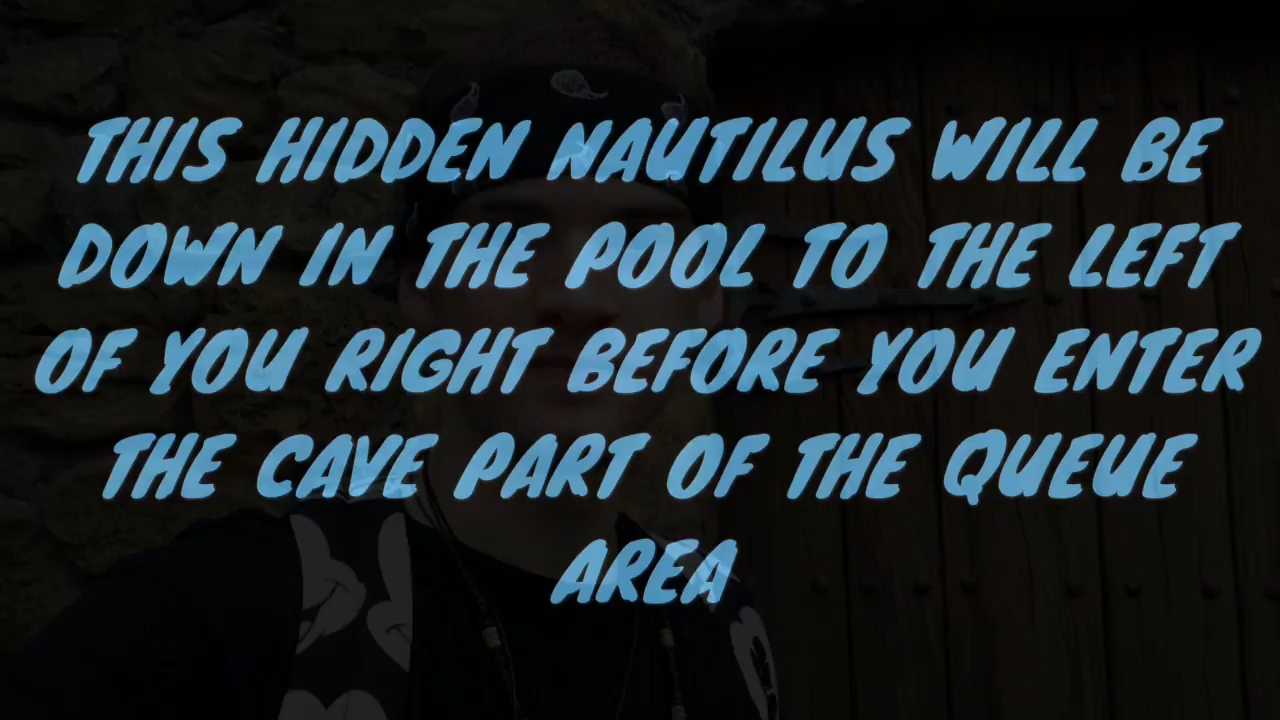 THIS HIDDEN NAUTILUS WILL BE
DOWN IN THE POOL TO THE LEFT
OF YOU RIGHT BEFORE YOU ENTER
THE CAVE PART OF THE QUEUE
AREA